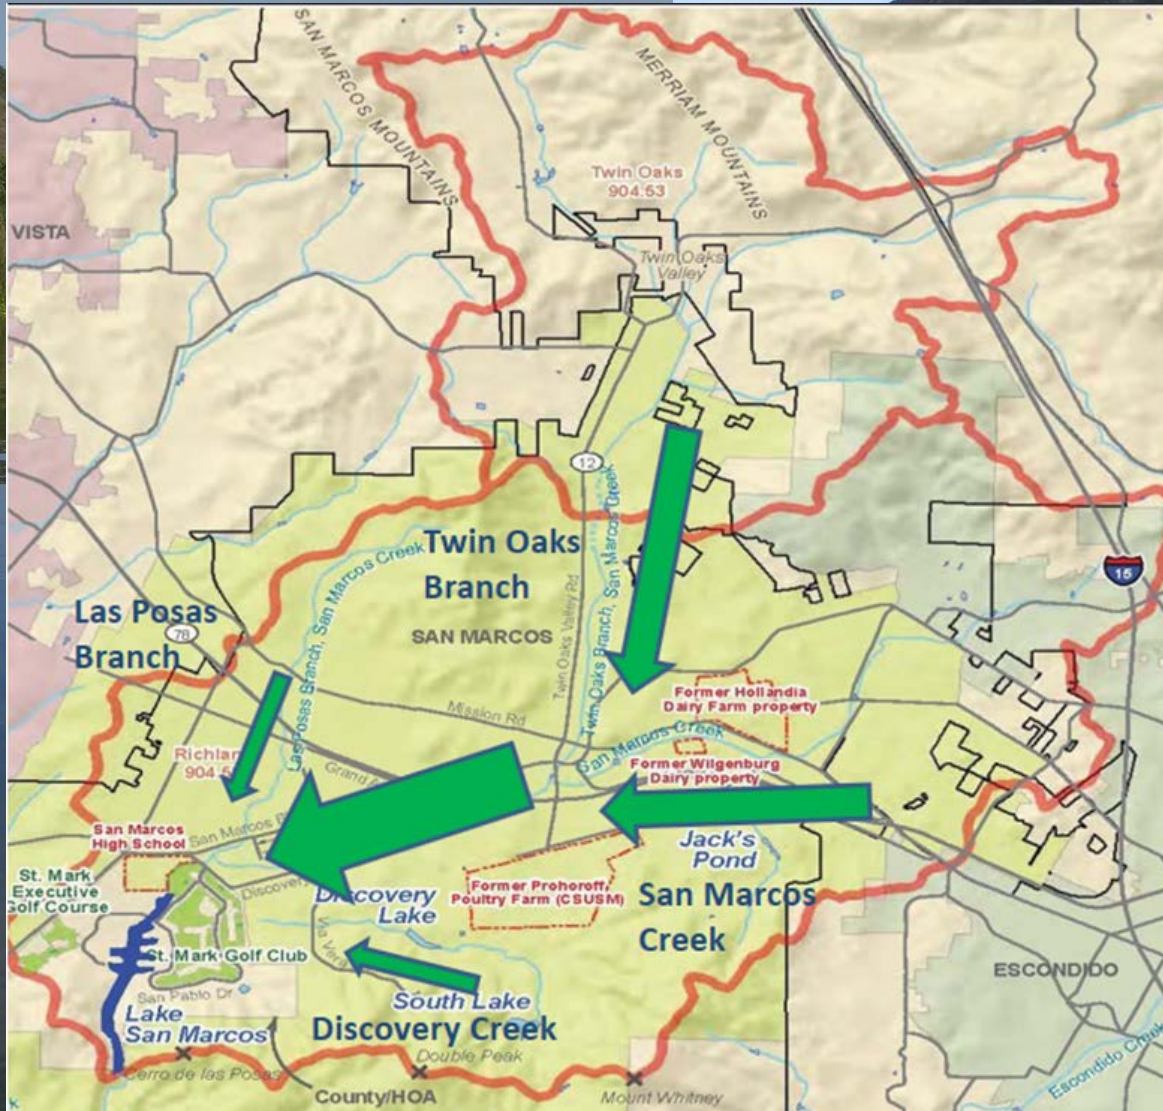 SAN MARCOS MOUNTAINS
MERRIAM MOUNTAINS
Twin Oaks
904.53
VISTA
Twin Oaks
Valley
12
15
Twin Oaks
Branch
Las Posas Branch, San Marcos Creek
Twin Oaks Branch, San Marcos Creek
Las Posas
Branch
78
SAN MARCOS
Twin Oaks Valley Rd
Former Hollandia
Dairy Farm property
Mission Rd
San Marcos Creek
Former Wilgenburg
Dairy property
Grand
San Marcos
High School
San Marcos
Jack's
Pond
St. Mark
Executive
Golf Course
Discovery
Discovery
Lake
Former Prohoroff
Poultry Farm (CSUSM)
San Marcos
Creek
St. Mark Golf Club
ESCONDIDO
San Pablo Dr
South Lake
Lake
San Marcos
Discovery Creek
Double Peak
Cerro de las Posas
County/HOA
Mount Whitney
Escondido Creek